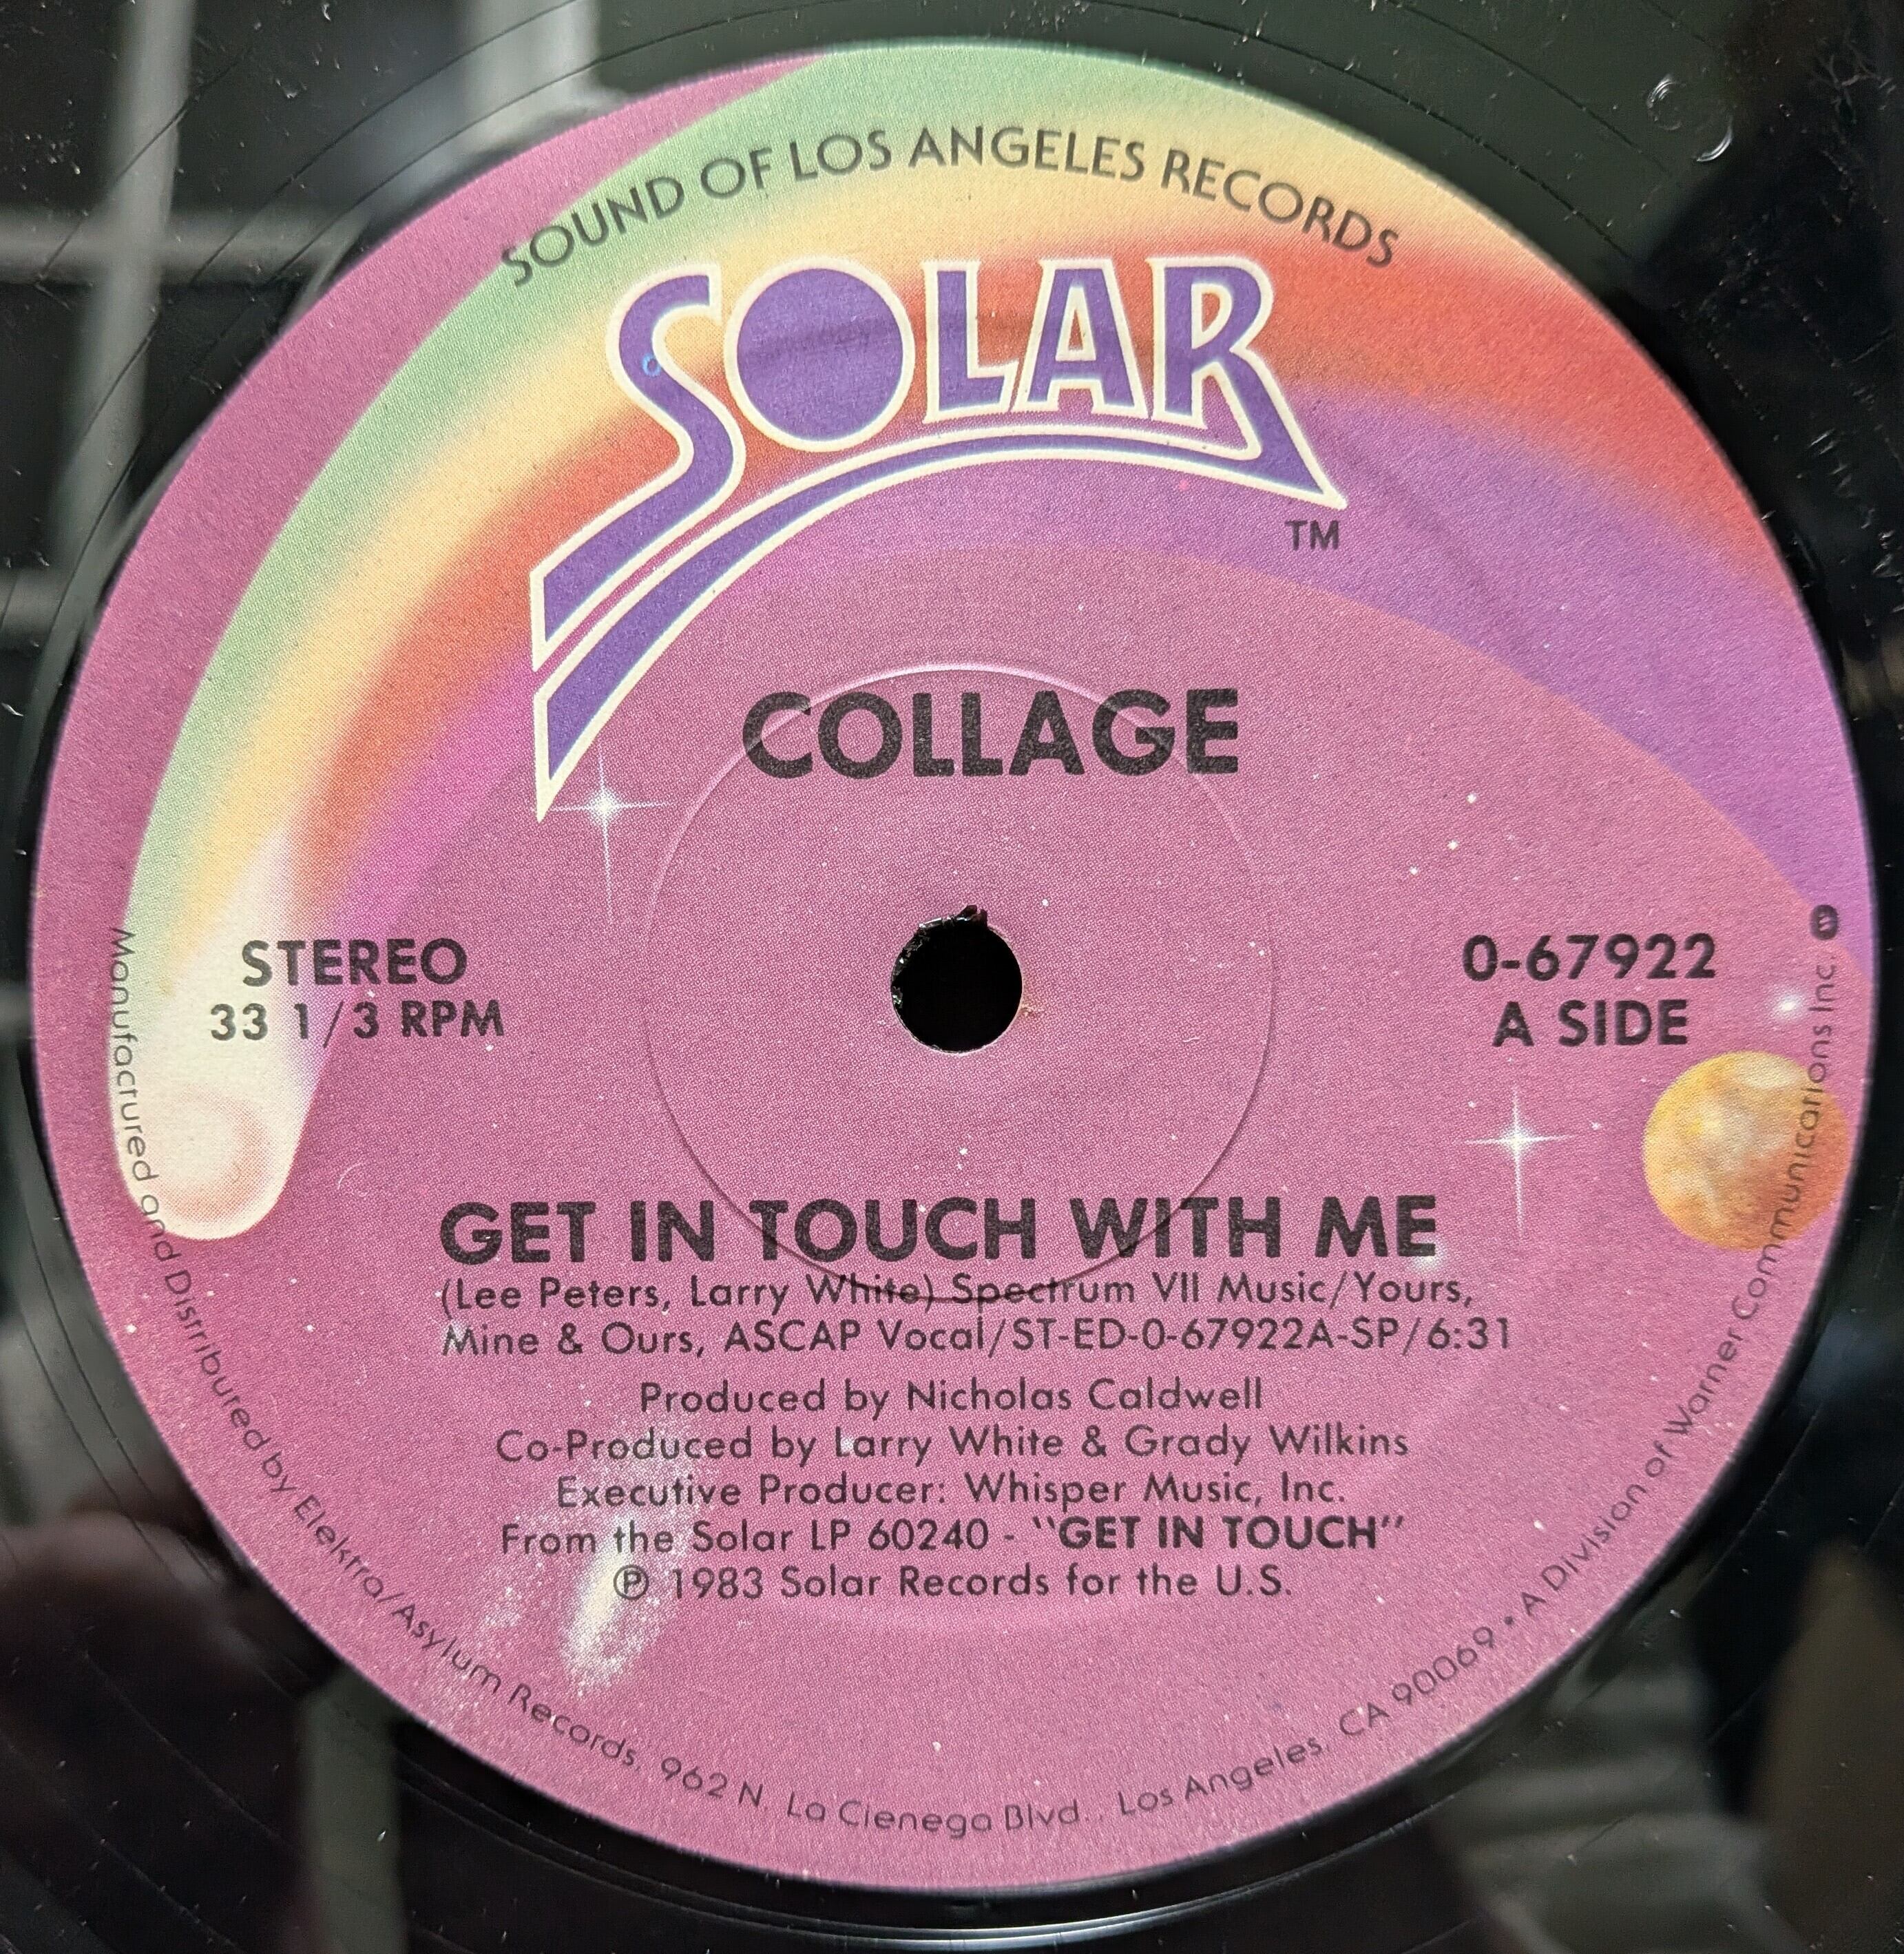 SOUND OF LOS ANGELES RECORDS
SOLAR
TM
COLLAGE
STEREO
33 1/3 RPM
0-67922
A SIDE
GET IN TOUCH WITH ME
(Lee Peters, Larry White) Spectrum VII Music/Yours,
Mine & Ours, ASCAP Vocal/ST-ED-0-67922A-SP/6:31
Produced by Nicholas Caldwell
Co-Produced by Larry White & Grady Wilkins
Executive Producer: Whisper Music, Inc.
From the Solar LP 60240 - "GET IN TOUCH"
℗ 1983 Solar Records for the U.S.
Manufactured and Distributed by Elektra/Asylum Records, 962 N. La Cienega Blvd., Los Angeles, CA 90069 • A Division of Warner Communications Inc.